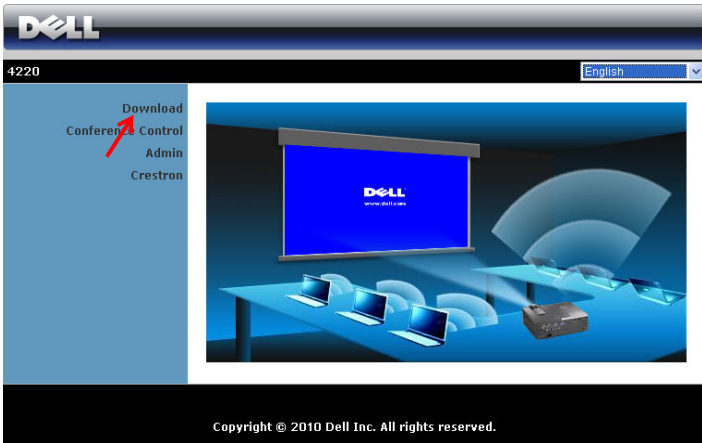 DELL
4220
English
Download
Conference Control
Admin
Crestron
DELL
www.dell.com
Copyright © 2010 Dell Inc. All rights reserved.